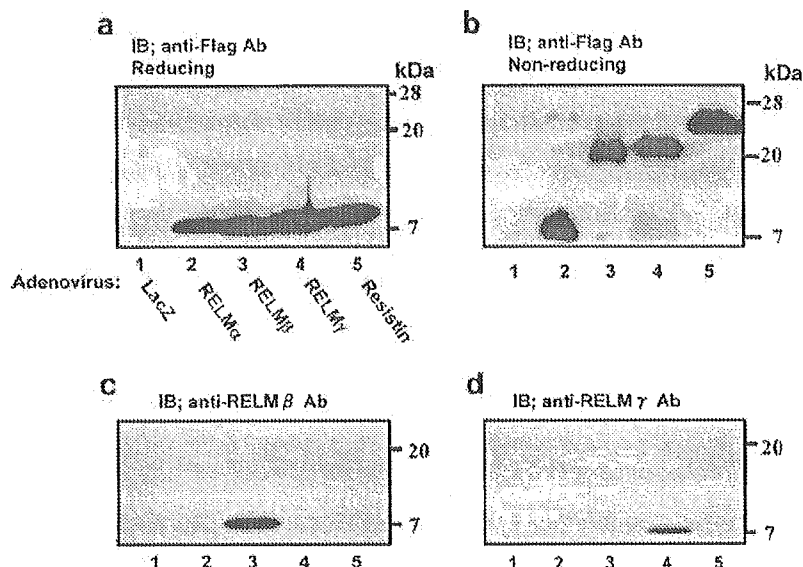 a
IB; anti-Flag Ab
Reducing
kDa
28
20
7
1 2 3 4 5
Adenovirus: LacZ RELMα RELMβ RELMγ Resistin
b
IB; anti-Flag Ab
Non-reducing
kDa
28
20
7
1 2 3 4 5
c
IB; anti-RELM β Ab
20
7
1 2 3 4 5
d
IB; anti-RELM γ Ab
20
7
1 2 3 4 5